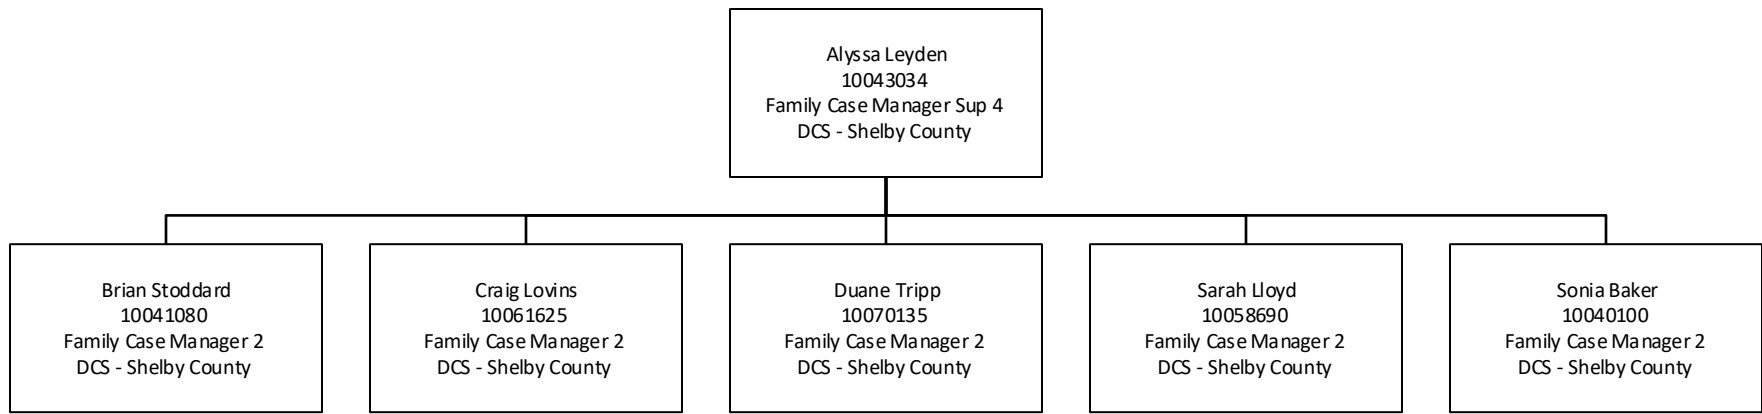 Alyssa Leyden
10043034
Family Case Manager Sup 4
DCS - Shelby County
Brian Stoddard
10041080
Family Case Manager 2
DCS - Shelby County
Craig Lovins
10061625
Family Case Manager 2
DCS - Shelby County
Duane Tripp
10070135
Family Case Manager 2
DCS - Shelby County
Sarah Lloyd
10058690
Family Case Manager 2
DCS - Shelby County
Sonia Baker
10040100
Family Case Manager 2
DCS - Shelby County